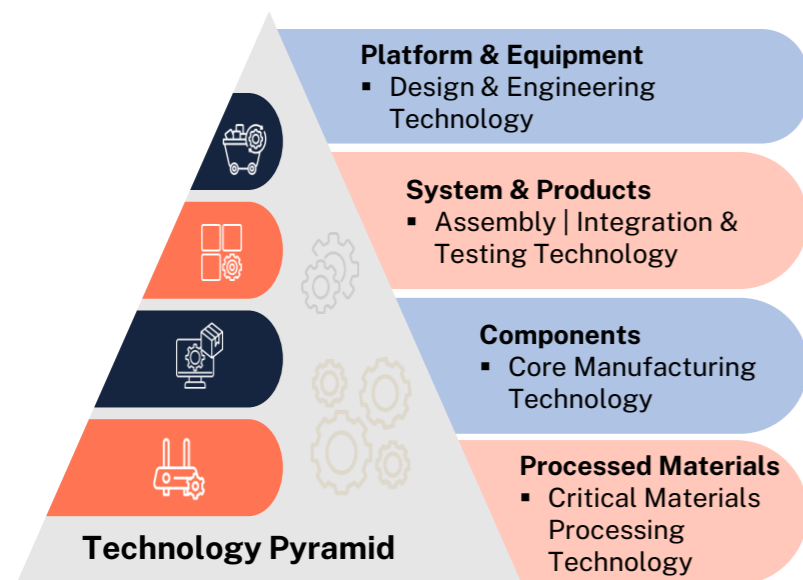 Platform & Equipment
▪ Design & Engineering
Technology
System & Products
▪ Assembly | Integration &
Testing Technology
Components
▪ Core Manufacturing
Technology
Processed Materials
▪ Critical Materials
Processing
Technology
Technology Pyramid